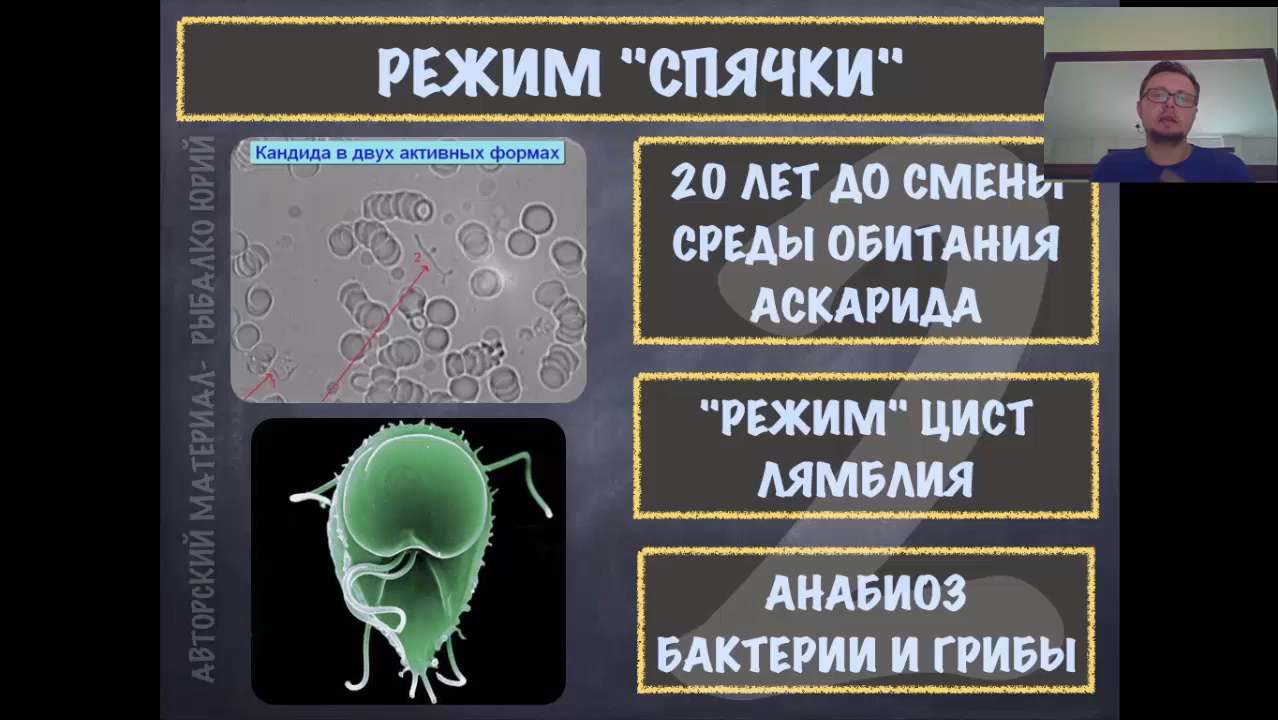 РЕЖИМ "СПЯЧКИ"
Кандида в двух активных формах
2
1
20 ЛЕТ ДО СМЕНЫ
СРЕДЫ ОБИТАНИЯ
АСКАРИДА
"РЕЖИМ" ЦИСТ
ЛЯМБЛИЯ
АНАБИОЗ
БАКТЕРИИ И ГРИБЫ
АВТОРСКИЙ МАТЕРИАЛ- РЫБАЛКО ЮРИЙ
2